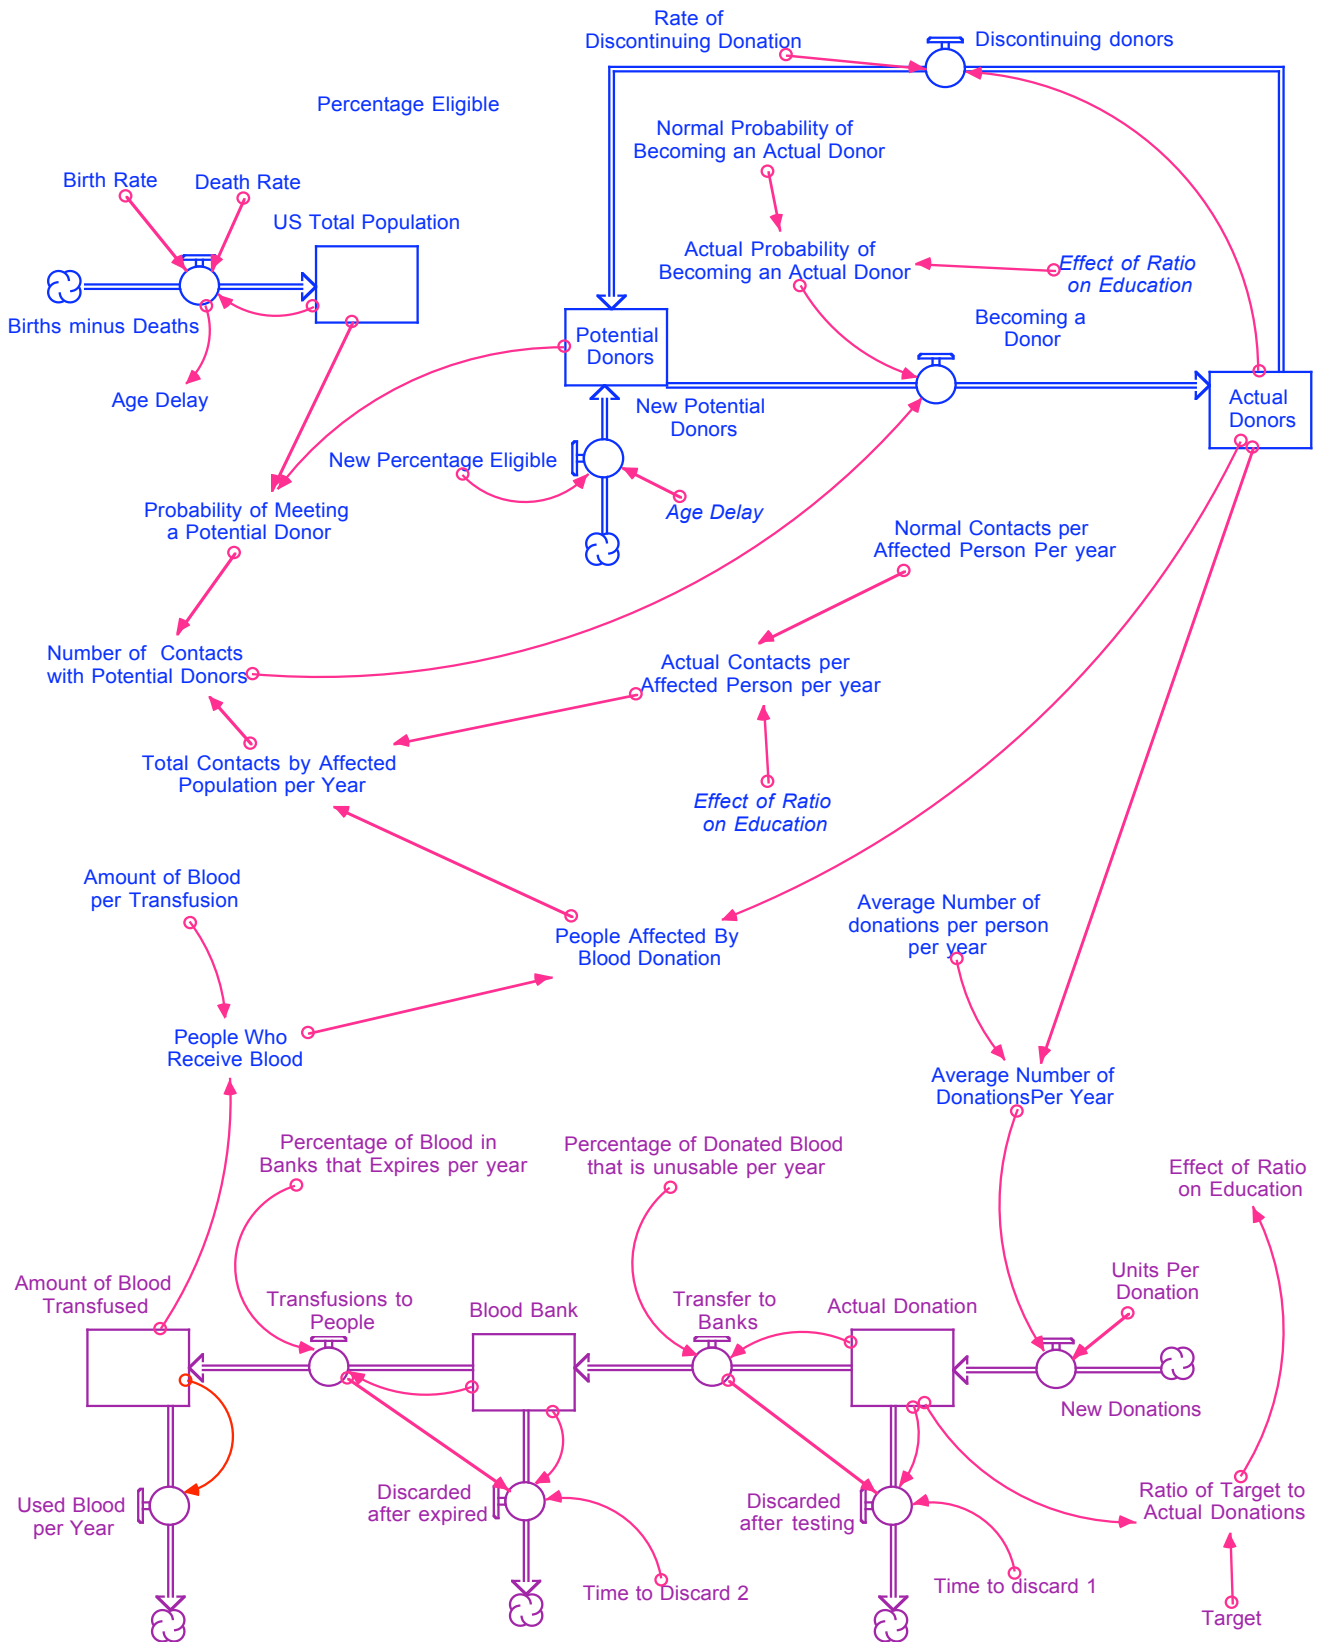 Rate of
Discontinuing Donation
Discontinuing donors
Percentage Eligible
Normal Probability of
Becoming an Actual Donor
Birth Rate
Death Rate
US Total Population
Actual Probability of
Becoming an Actual Donor
Effect of Ratio
on Education
Births minus Deaths
Becoming a
Donor
Potential
Donors
Age Delay
New Potential
Donors
Actual
Donors
New Percentage Eligible
Age Delay
Probability of Meeting
a Potential Donor
Normal Contacts per
Affected Person Per year
Number of Contacts
with Potential Donors
Actual Contacts per
Affected Person per year
Total Contacts by Affected
Population per Year
Effect of Ratio
on Education
Amount of Blood
per Transfusion
Average Number of
donations per person
per year
People Affected By
Blood Donation
People Who
Receive Blood
Average Number of
DonationsPer Year
Percentage of Blood in
Banks that Expires per year
Percentage of Donated Blood
that is unusable per year
Effect of Ratio
on Education
Amount of Blood
Transfused
Transfusions to
People
Blood Bank
Transfer to
Banks
Actual Donation
Units Per
Donation
New Donations
Used Blood
per Year
Discarded
after expired
Discarded
after testing
Ratio of Target to
Actual Donations
Time to Discard 2
Time to discard 1
Target